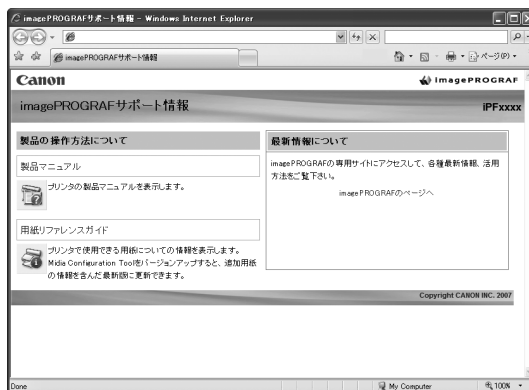 imagePROGRAFサポート情報 - Windows Internet Explorer
imagePROGRAFサポート情報
ページ(P)
Canon
imagePROGRAF
imagePROGRAFサポート情報
iPFxxxx
製品の操作方法について
製品マニュアル
プリンタの製品マニュアルを表示します。
用紙リファレンスガイド
プリンタで使用できる用紙についての情報を表示します。
Midia Configuration Toolをバージョンアップすると、追加用紙
の情報を含んだ最新版に更新できます。
最新情報について
imagePROGRAFの専用サイトにアクセスして、各種最新情報、活用
方法をご覧下さい。
imagePROGRAFのページへ
Copyright CANON INC. 2007
Done
My Computer
100%